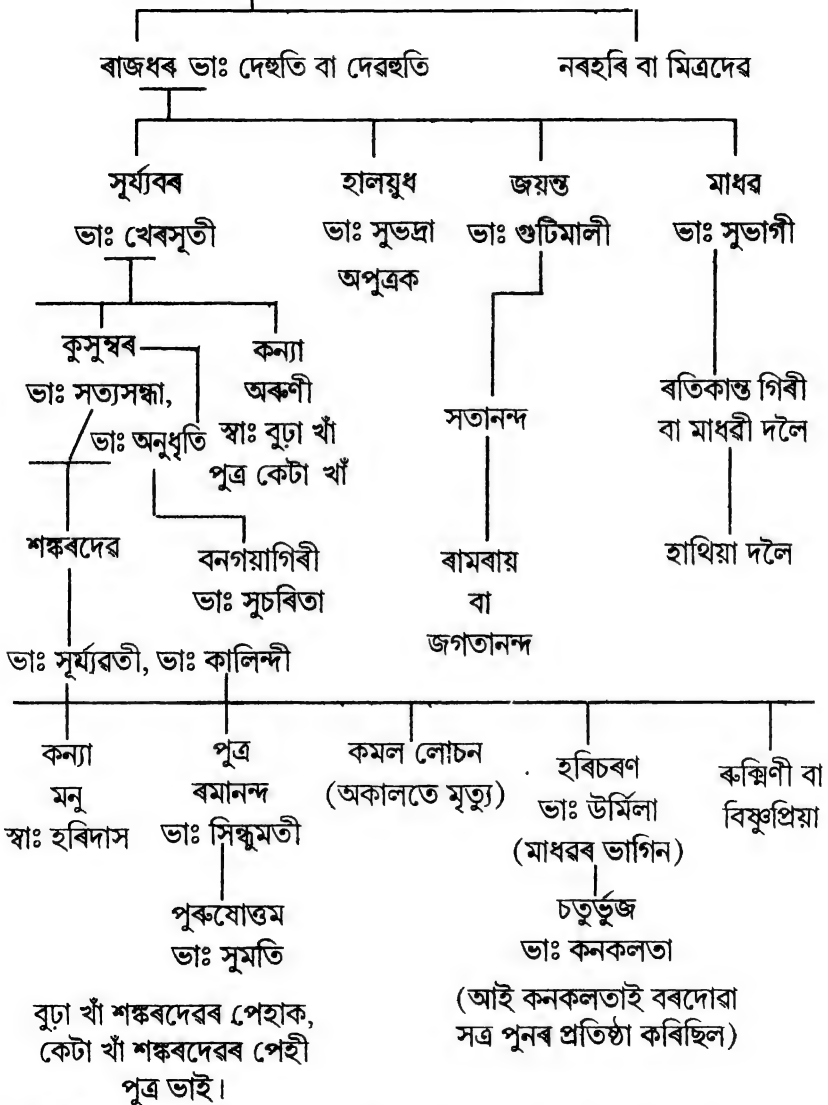 ৰাজধৰ ভাঃ দেহুতি বা দেৱহুতি
নৰহৰি বা মিত্ৰদেৱ
সূৰ্য্যবৰ
ভাঃ খেৰসূতী
হালয়ুধ
ভাঃ সুভদ্ৰা
অপুত্ৰক
জয়ন্ত
ভাঃ গুটিমালী
মাধৱ
ভাঃ সুভাগী
কুসুম্বৰ
ভাঃ সত্যসন্ধা,
ভাঃ অনুধৃতি
কন্যা
অৰুণী
স্বাঃ বুঢ়া খাঁ
পুত্ৰ কেটা খাঁ
সতানন্দ
ৰতিকান্ত গিৰী
বা মাধৱী দলৈ
শঙ্কৰদেৱ
বনগয়াগিৰী
ভাঃ সুচৰিতা
ৰামৰায়
বা
জগতানন্দ
হাথিয়া দলৈ
ভাঃ সূৰ্য্যৱতী, ভাঃ কালিন্দী
কন্যা
মনু
স্বাঃ হৰিদাস
পুত্ৰ
ৰমানন্দ
ভাঃ সিন্ধুমতী
কমল লোচন
(অকালতে মৃত্যু)
হৰিচৰণ
ভাঃ উৰ্মিলা
(মাধৱৰ ভাগিন)
ৰুক্মিণী বা
বিষ্ণুপ্ৰিয়া
পুৰুষোত্তম
ভাঃ সুমতি
চতুৰ্ভুজ
ভাঃ কনকলতা
বুঢ়া খাঁ শঙ্কৰদেৱৰ পেহাক,
কেটা খাঁ শঙ্কৰদেৱৰ পেহী
পুত্ৰ ভাই।
(আই কনকলতাই বৰদোৱা
সত্ৰ পুনৰ প্ৰতিষ্ঠা কৰিছিল)